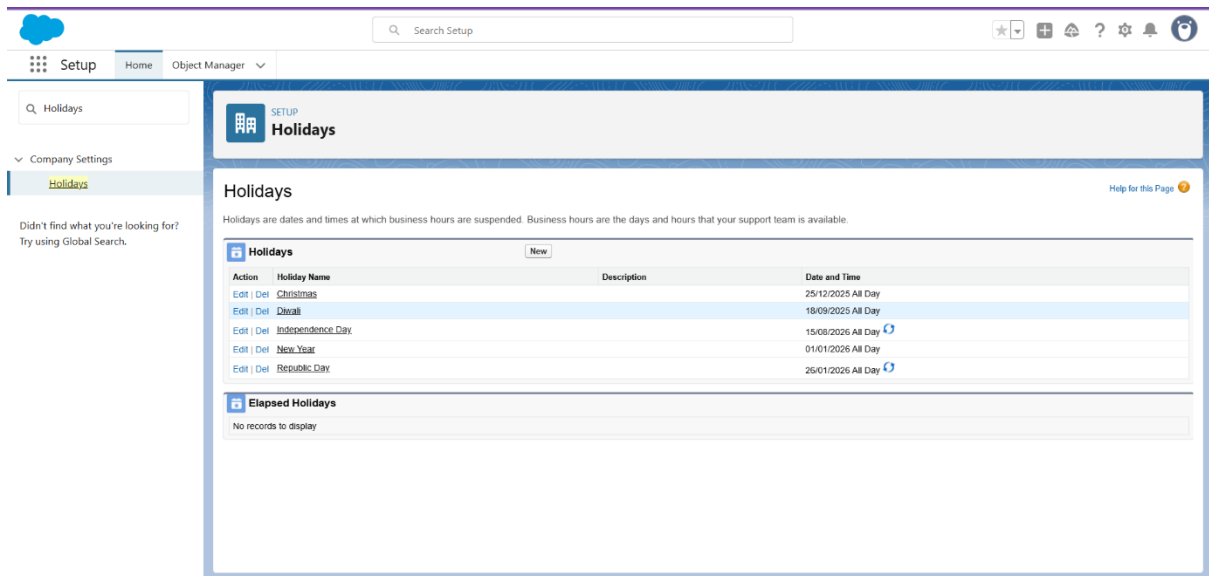 Search Setup
Setup Home Object Manager
Holidays
Company Settings
Holidays
Didn't find what you're looking for?
Try using Global Search.
SETUP
Holidays
Holidays
Help for this Page
Holidays are dates and times at which business hours are suspended. Business hours are the days and hours that your support team is available.
Holidays New
Action Holiday Name Description Date and Time
Edit | Del Christmas 25/12/2025 All Day
Edit | Del Diwali 18/09/2025 All Day
Edit | Del Independence Day 15/08/2026 All Day
Edit | Del New Year 01/01/2026 All Day
Edit | Del Republic Day 26/01/2026 All Day
Elapsed Holidays
No records to display